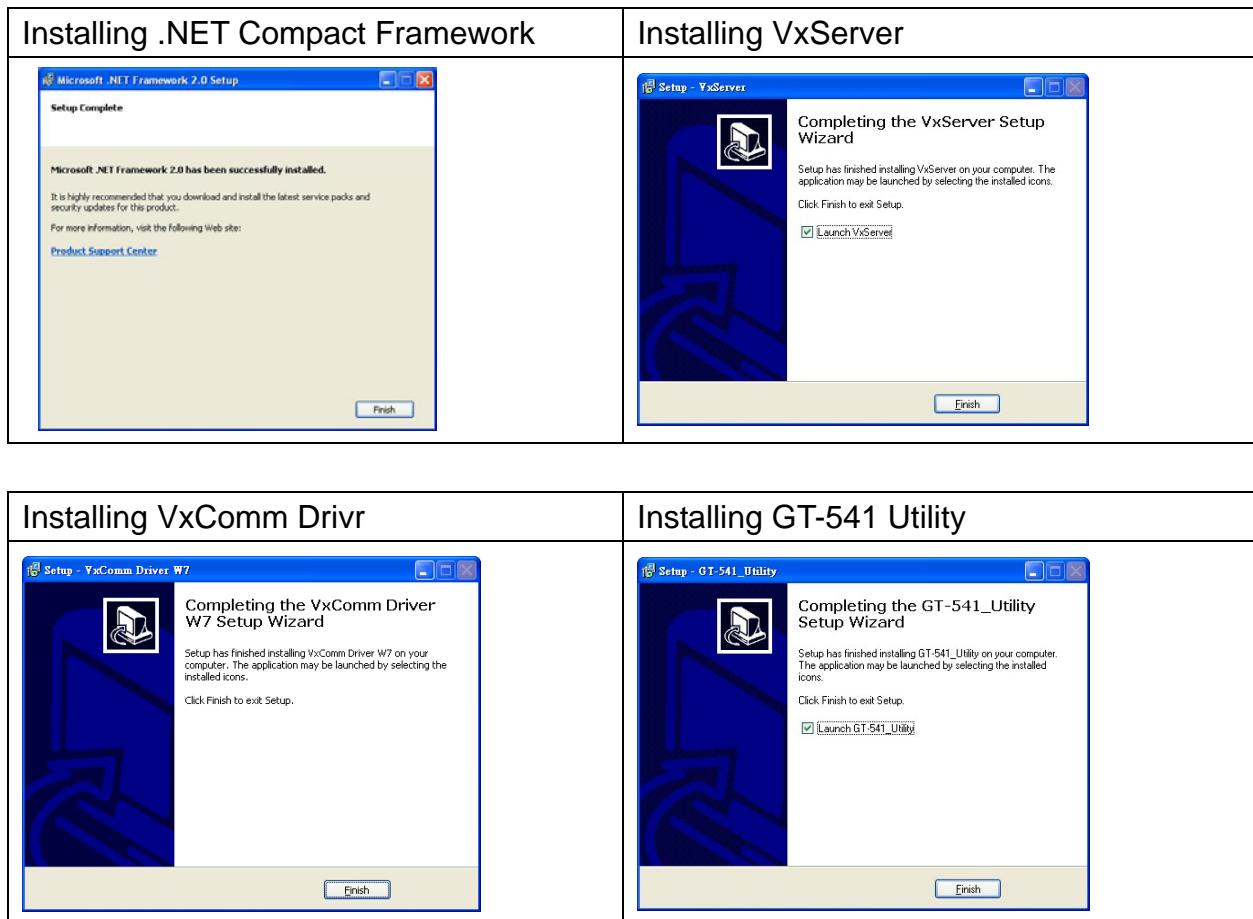 Installing .NET Compact Framework
Installing VxServer
Microsoft .NET Framework 2.0 Setup
Setup Complete
Microsoft .NET Framework 2.0 has been successfully installed.
It is highly recommended that you download and install the latest service packs and
security updates for this product.
For more information, visit the following Web site:
Product Support Center
Finish
Setup - VxServer
Completing the VxServer Setup
Wizard
Setup has finished installing VxServer on your computer. The
application may be launched by selecting the installed icons.
Click Finish to exit Setup.
Launch VxServer
Finish
Installing VxComm Drivr
Installing GT-541 Utility
Setup - VxComm Driver W7
Completing the VxComm Driver
W7 Setup Wizard
Setup has finished installing VxComm Driver W7 on your
computer. The application may be launched by selecting the
installed icons.
Click Finish to exit Setup.
Finish
Setup - GT-541_Utility
Completing the GT-541_Utility
Setup Wizard
Setup has finished installing GT-541_Utility on your computer.
The application may be launched by selecting the installed
icons.
Click Finish to exit Setup.
Launch GT-541_Utility
Finish